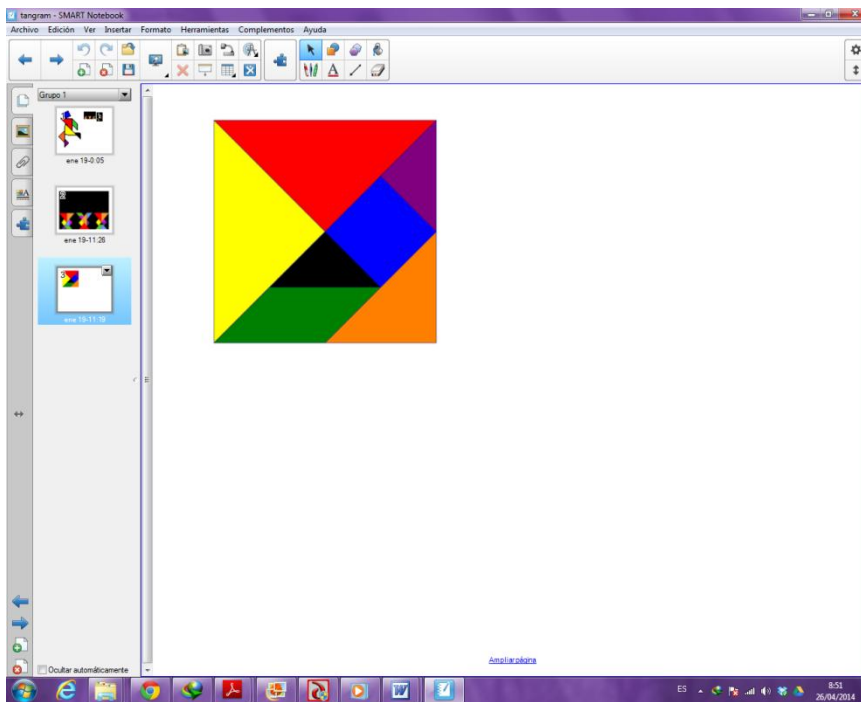 tangram - SMART Notebook
Archivo Edición Ver Insertar Formato Herramientas Complementos Ayuda
Grupo 1
ene 19-0:05
ene 19-11:26
3
ene 19-11:19
Ampliar página
Ocultar automáticamente
ES
8:51
26/04/2014